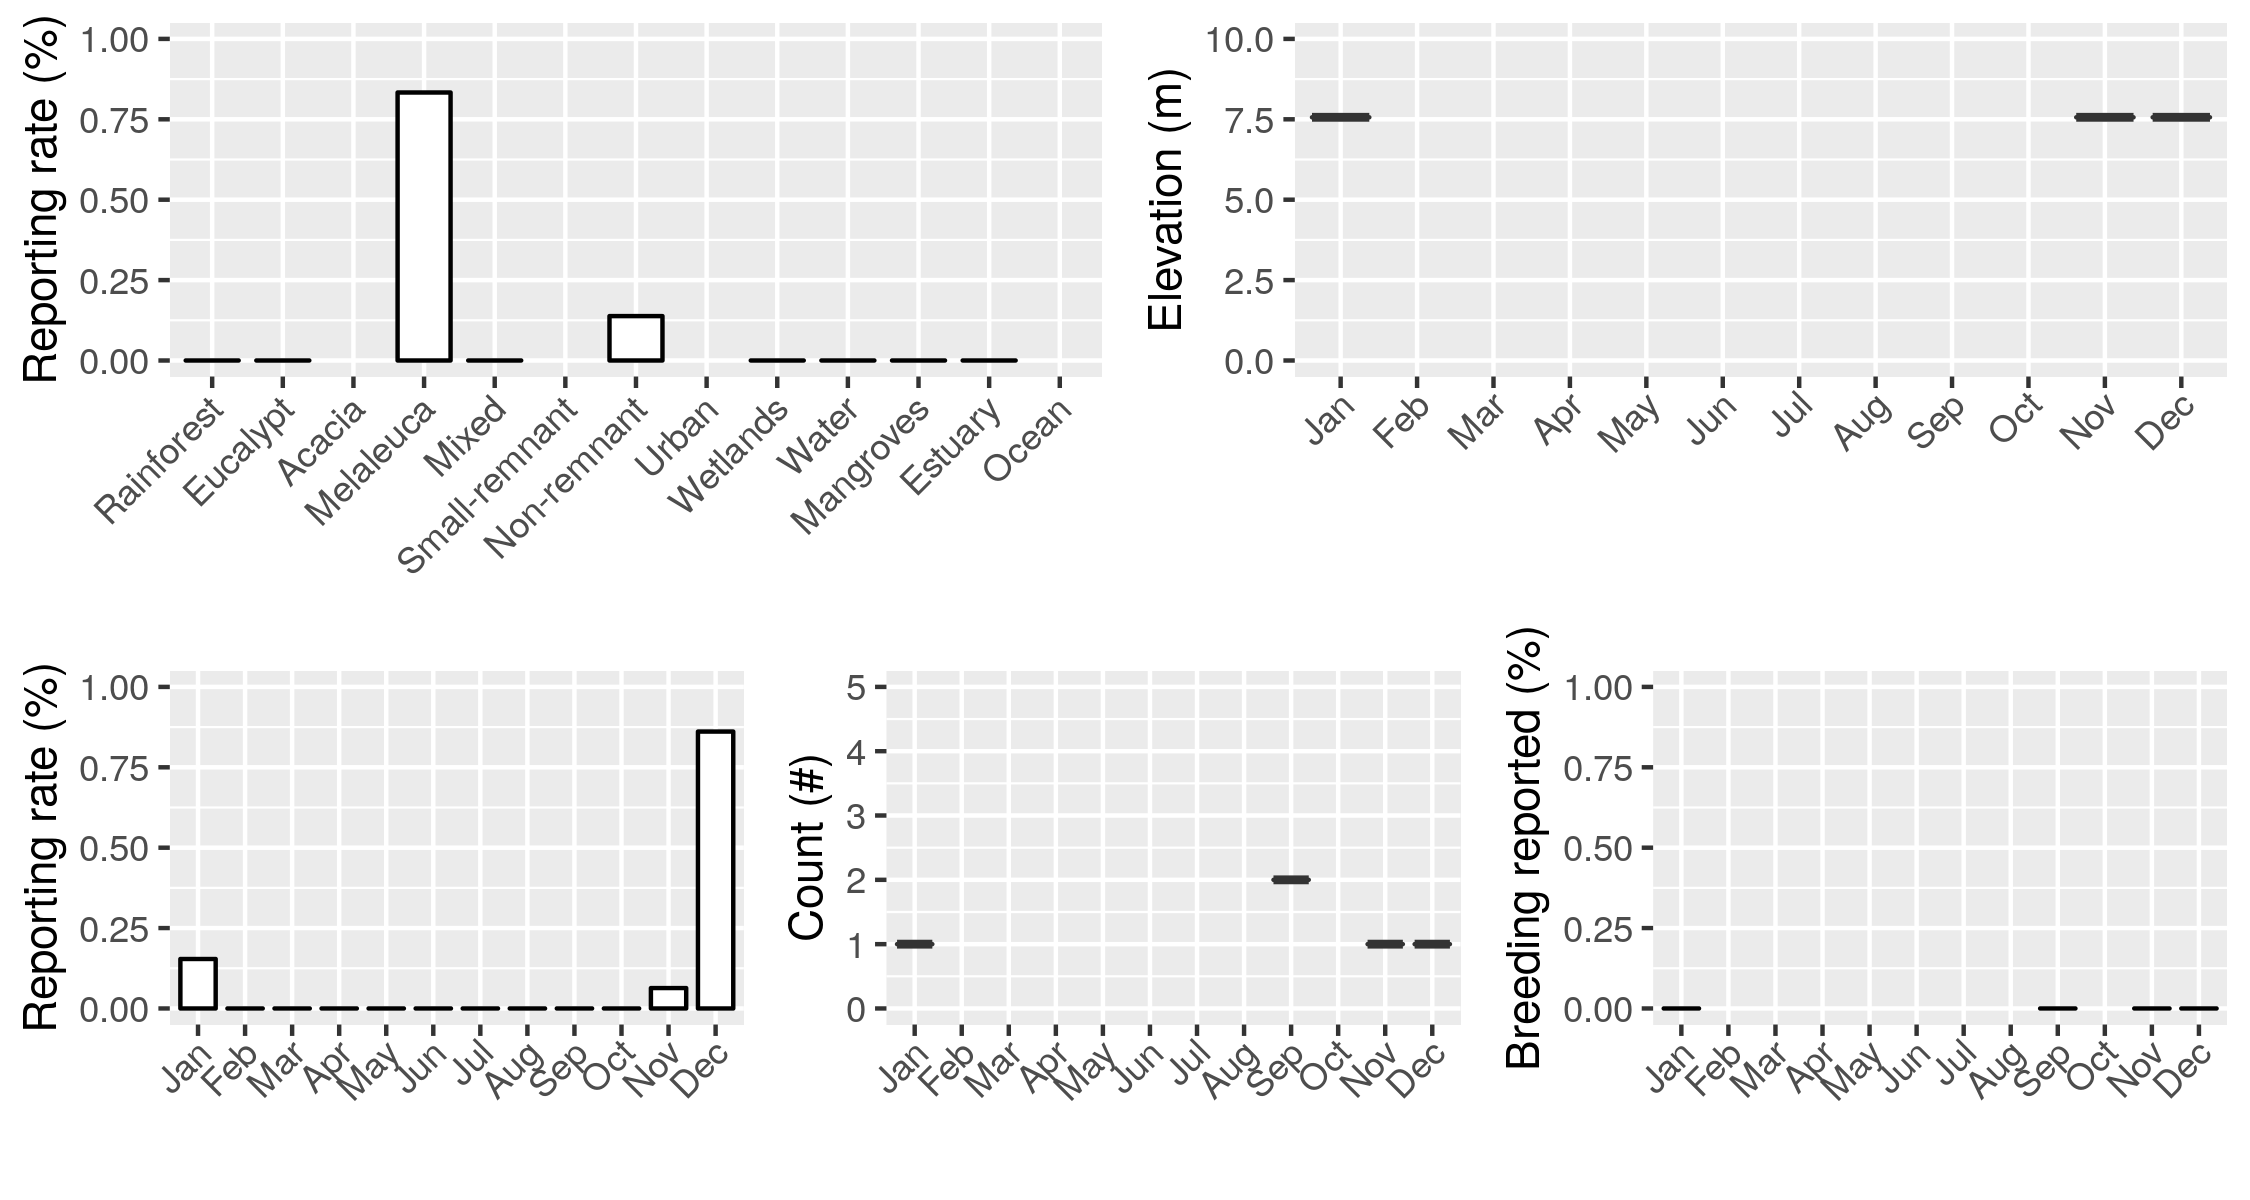 Reporting rate (%)
1.00
0.75
0.50
0.25
0.00
Rainforest
Eucalypt
Acacia
Melaleuca
Mixed
Small-remnant
Non-remnant
Urban
Wetlands
Water
Mangroves
Estuary
Ocean
Elevation (m)
10.0
7.5
5.0
2.5
0.0
Jan
Feb
Mar
Apr
May
Jun
Jul
Aug
Sep
Oct
Nov
Dec
Reporting rate (%)
1.00
0.75
0.50
0.25
0.00
Jan
Feb
Mar
Apr
May
Jun
Jul
Aug
Sep
Oct
Nov
Dec
Count (#)
5
4
3
2
1
0
Jan
Feb
Mar
Apr
May
Jun
Jul
Aug
Sep
Oct
Nov
Dec
Breeding reported (%)
1.00
0.75
0.50
0.25
0.00
Jan
Feb
Mar
Apr
May
Jun
Jul
Aug
Sep
Oct
Nov
Dec